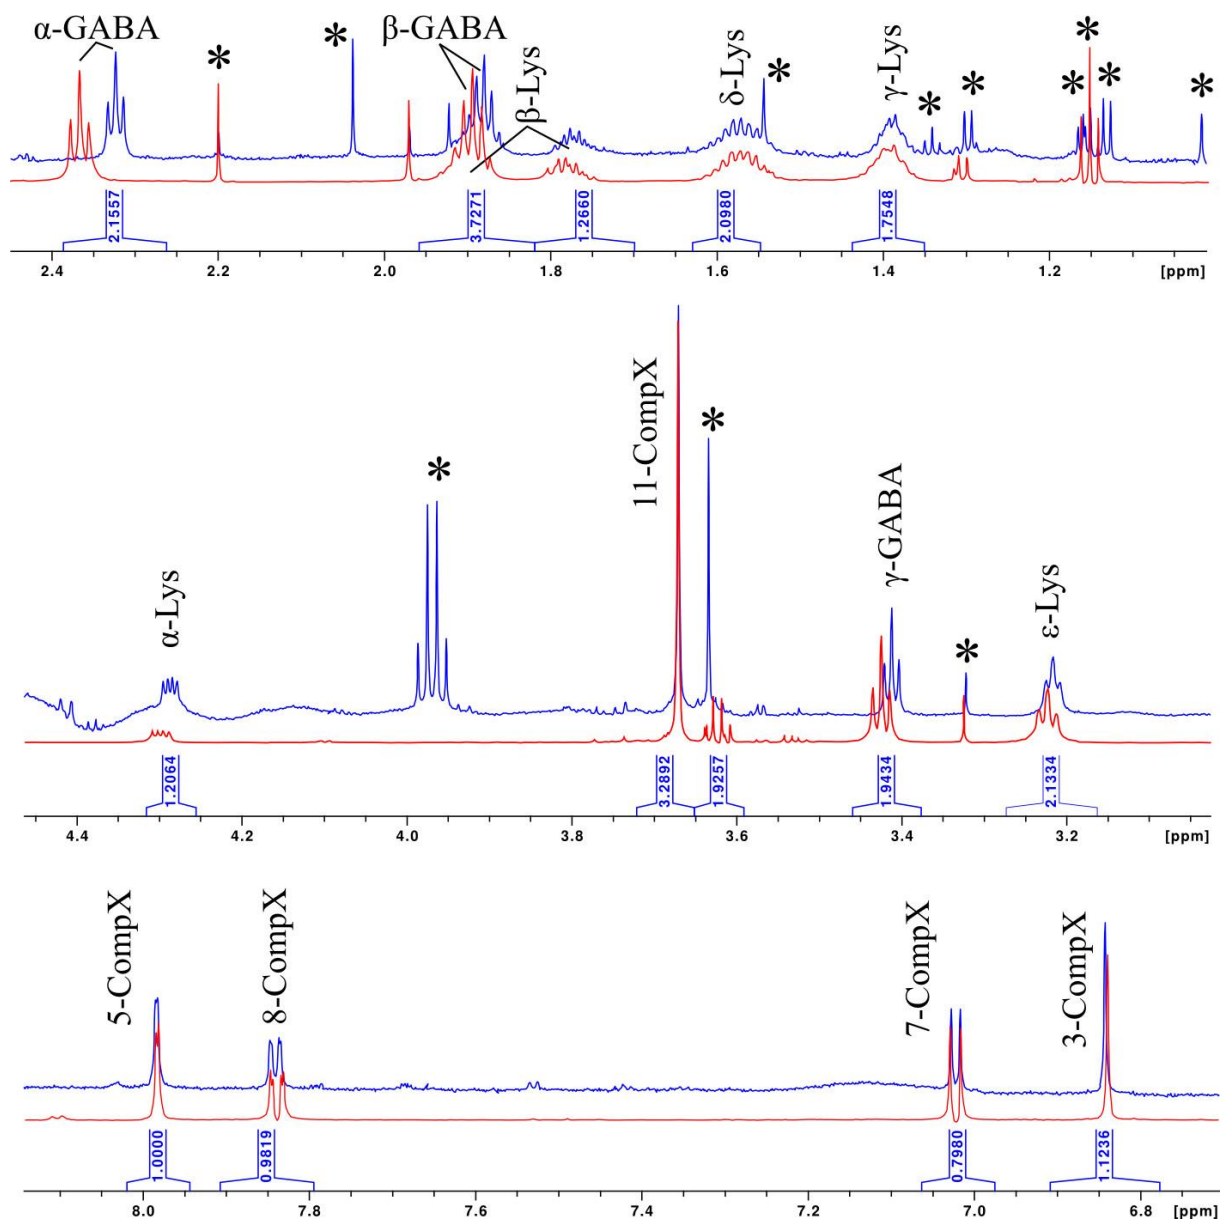 α-GABA
*
*
β-GABA
β-Lys
δ-Lys
*
γ-Lys
*
*
*
*
*
*
2.1557
3.7271
1.2660
2.0980
1.7548
2.4
2.2
2.0
1.8
1.6
1.4
1.2
[ppm]
α-Lys
*
11-CompX
*
γ-GABA
*
ε-Lys
1.2064
3.2892
1.9257
1.9434
2.1334
4.4
4.2
4.0
3.8
3.6
3.4
3.2
[ppm]
5-CompX
8-CompX
7-CompX
3-CompX
1.0000
0.9819
0.7980
1.1236
8.0
7.8
7.6
7.4
7.2
7.0
6.8
[ppm]